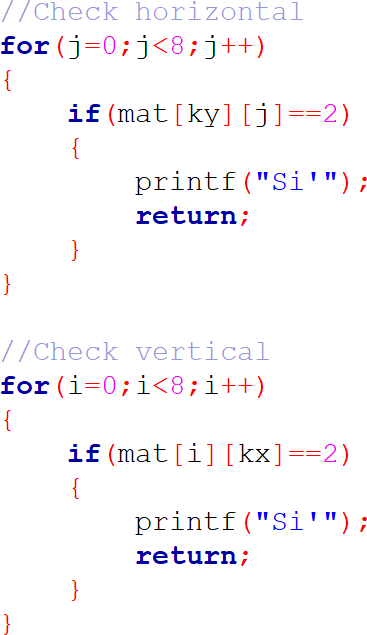 //Check horizontal
for(j=0;j<8;j++)
{
    if(mat[ky][j]==2)
    {
        printf("Si'");
        return;
    }
}

//Check vertical
for(i=0;i<8;i++)
{
    if(mat[i][kx]==2)
    {
        printf("Si'");
        return;
    }
}